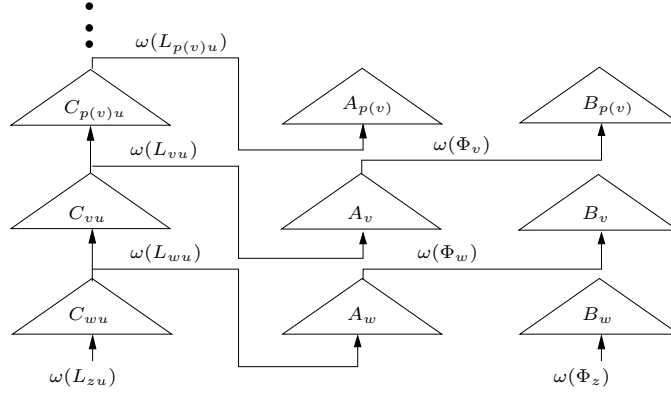 ω(L_{p(v)u})
C_{p(v)u} A_{p(v)} B_{p(v)}
ω(L_{vu}) ω(Φ_v)
C_{vu} A_v B_v
ω(L_{wu}) ω(Φ_w)
C_{wu} A_w B_w
ω(L_{zu}) ω(Φ_z)